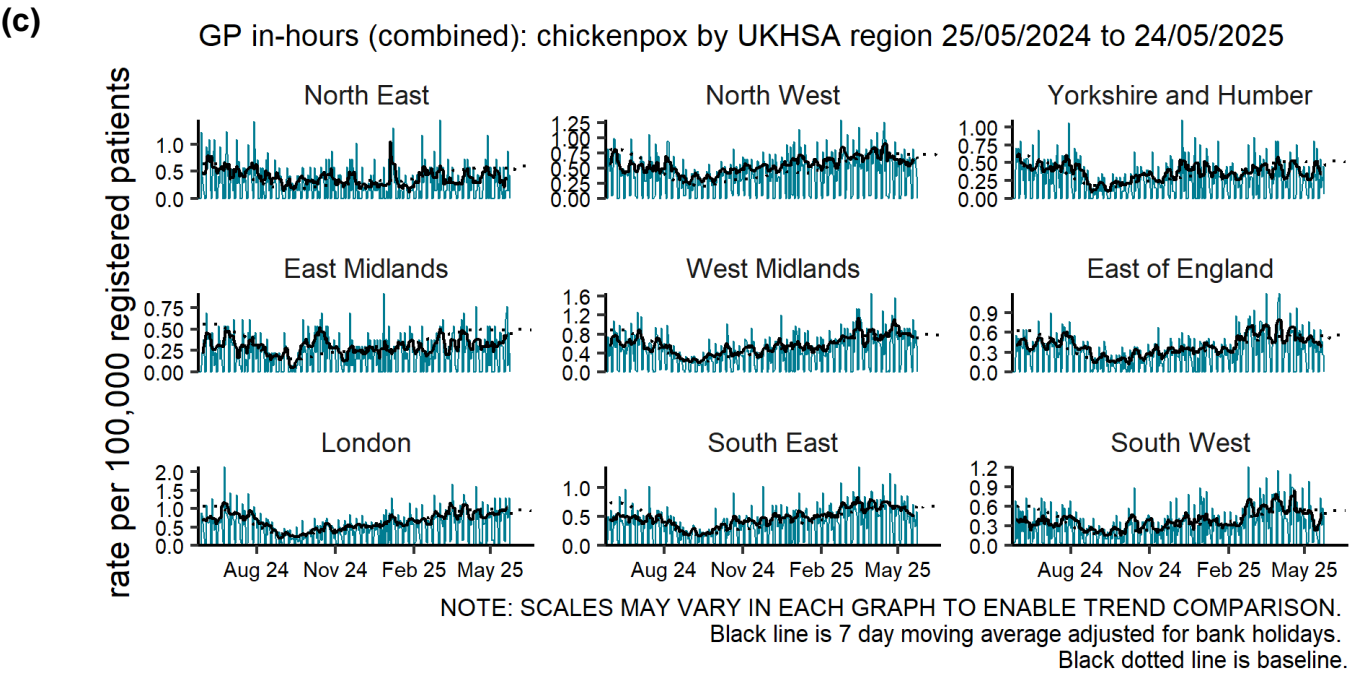 (c)
GP in-hours (combined): chickenpox by UKHSA region 25/05/2024 to 24/05/2025
rate per 100,000 registered patients
North East
1.0
0.5
0.0
North West
1.25
1.00
0.75
0.50
0.25
0.00
Yorkshire and Humber
1.00
0.75
0.50
0.25
0.00
East Midlands
0.75
0.50
0.25
0.00
West Midlands
1.6
1.2
0.8
0.4
0.0
East of England
0.9
0.6
0.3
0.0
London
2.0
1.5
1.0
0.5
0.0
Aug 24 Nov 24 Feb 25 May 25
South East
1.0
0.5
0.0
Aug 24 Nov 24 Feb 25 May 25
South West
1.2
0.9
0.6
0.3
0.0
Aug 24 Nov 24 Feb 25 May 25
NOTE: SCALES MAY VARY IN EACH GRAPH TO ENABLE TREND COMPARISON.
Black line is 7 day moving average adjusted for bank holidays.
Black dotted line is baseline.